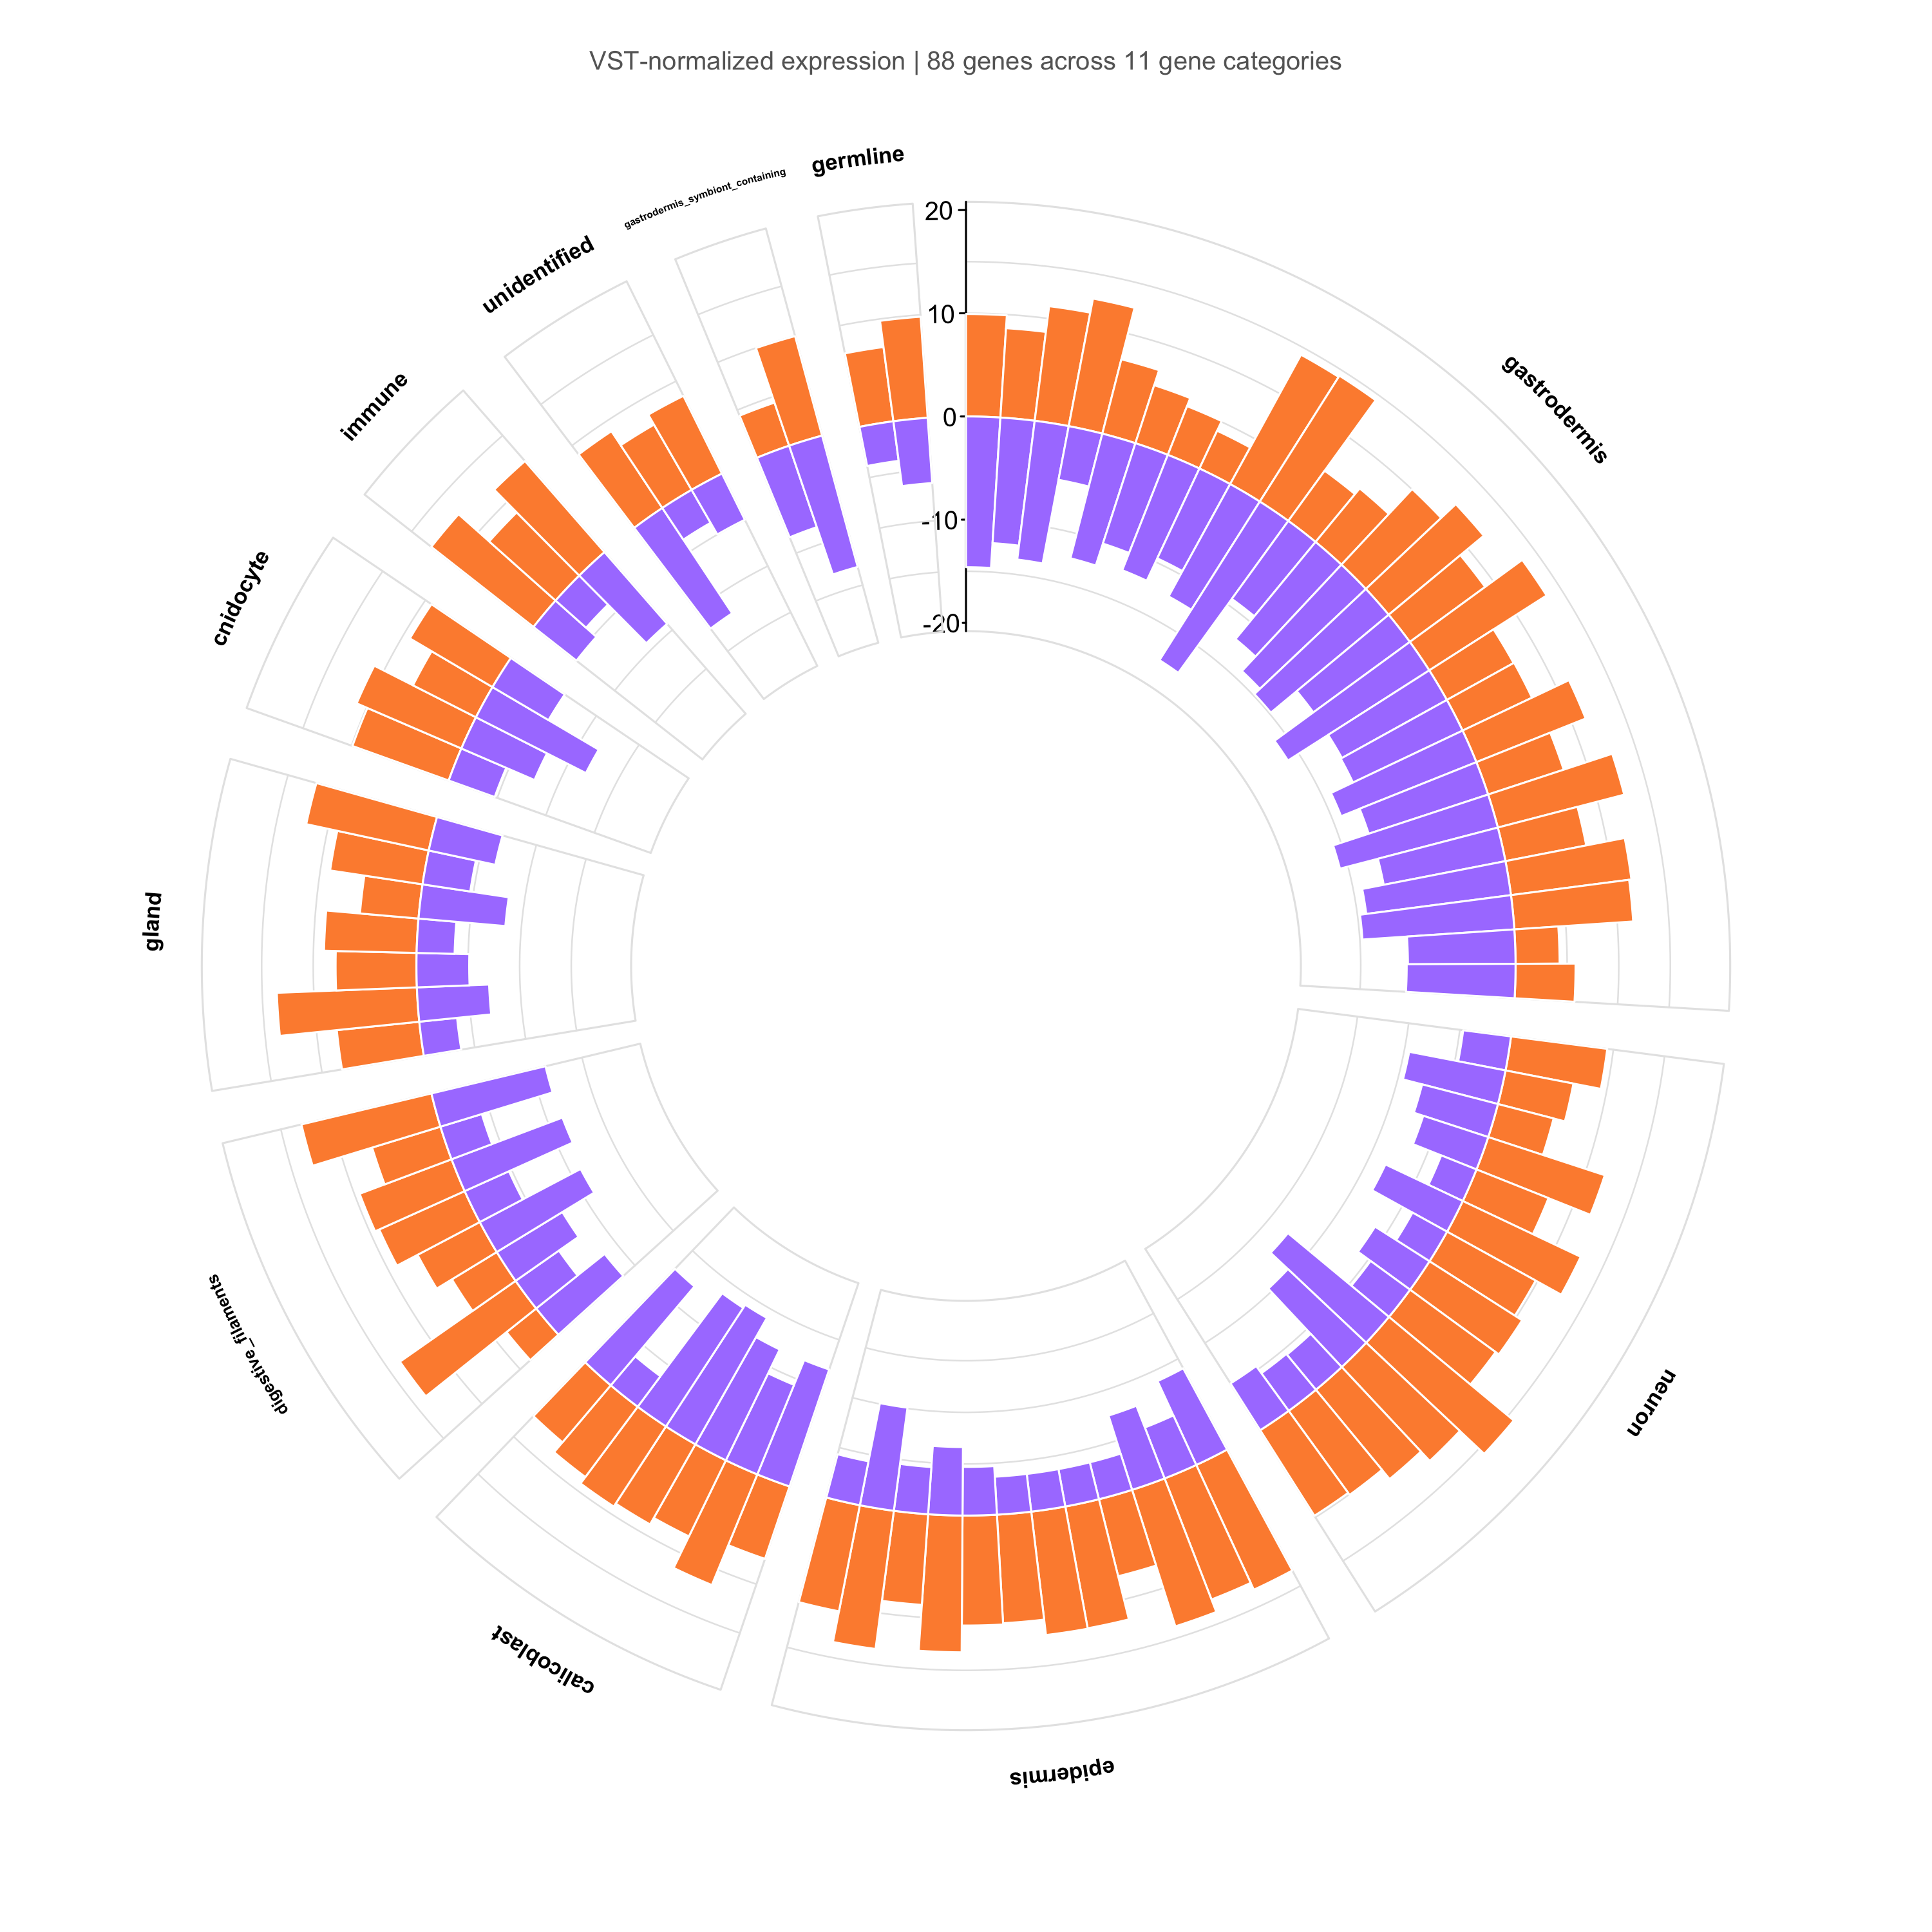 VST-normalized expression | 88 genes across 11 gene categories
germline
gastrodermis_symbiont_containing
unidentified
immune
cnidocyte
gland
digestive_filaments
calicoblast
epidermis
neuron
gastrodermis
20
10
0
-10
-20